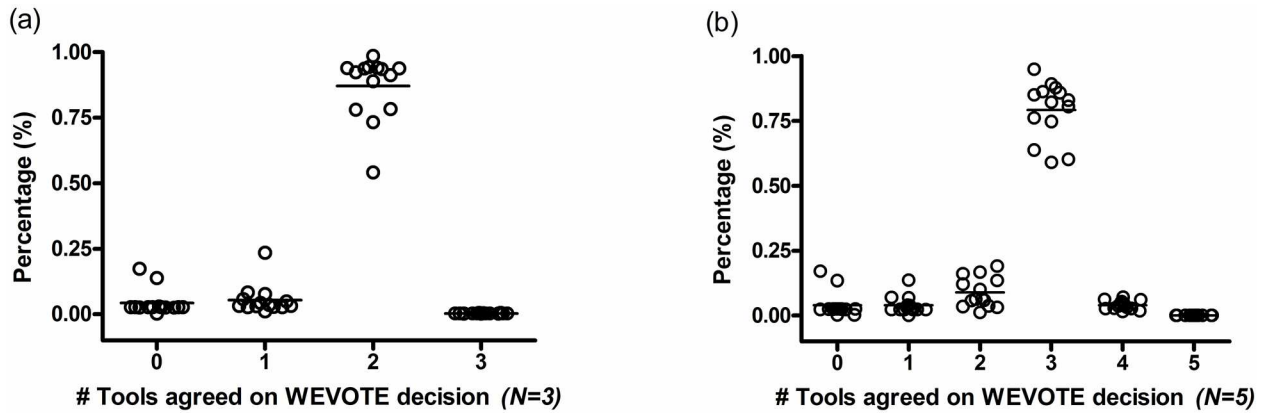 (a)
Percentage (%)
1.00
0.75
0.50
0.25
0.00
0 1 2 3
# Tools agreed on WEVOTE decision (N=3)
(b)
Percentage (%)
1.00
0.75
0.50
0.25
0.00
0 1 2 3 4 5
# Tools agreed on WEVOTE decision (N=5)